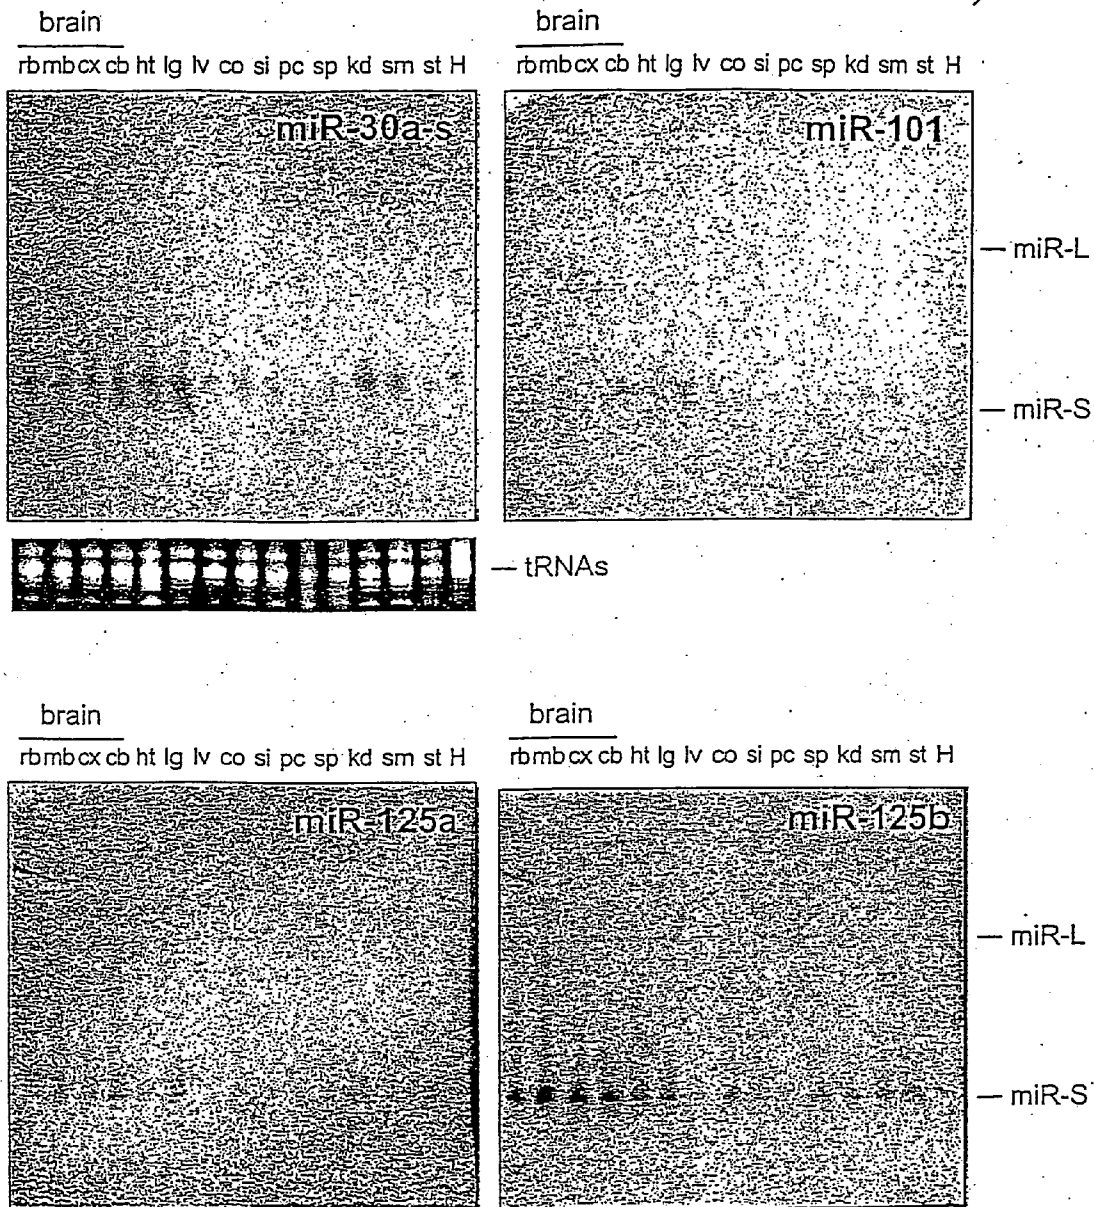 brain
rb mb cx cb ht lg lv co si pc sp kd sm st H
miR-30a-s
brain
rb mb cx cb ht lg lv co si pc sp kd sm st H
miR-101
miR-L
miR-S
tRNAs
brain
rb mb cx cb ht lg lv co si pc sp kd sm st H
miR-125a
brain
rb mb cx cb ht lg lv co si pc sp kd sm st H
miR-125b
miR-L
miR-S